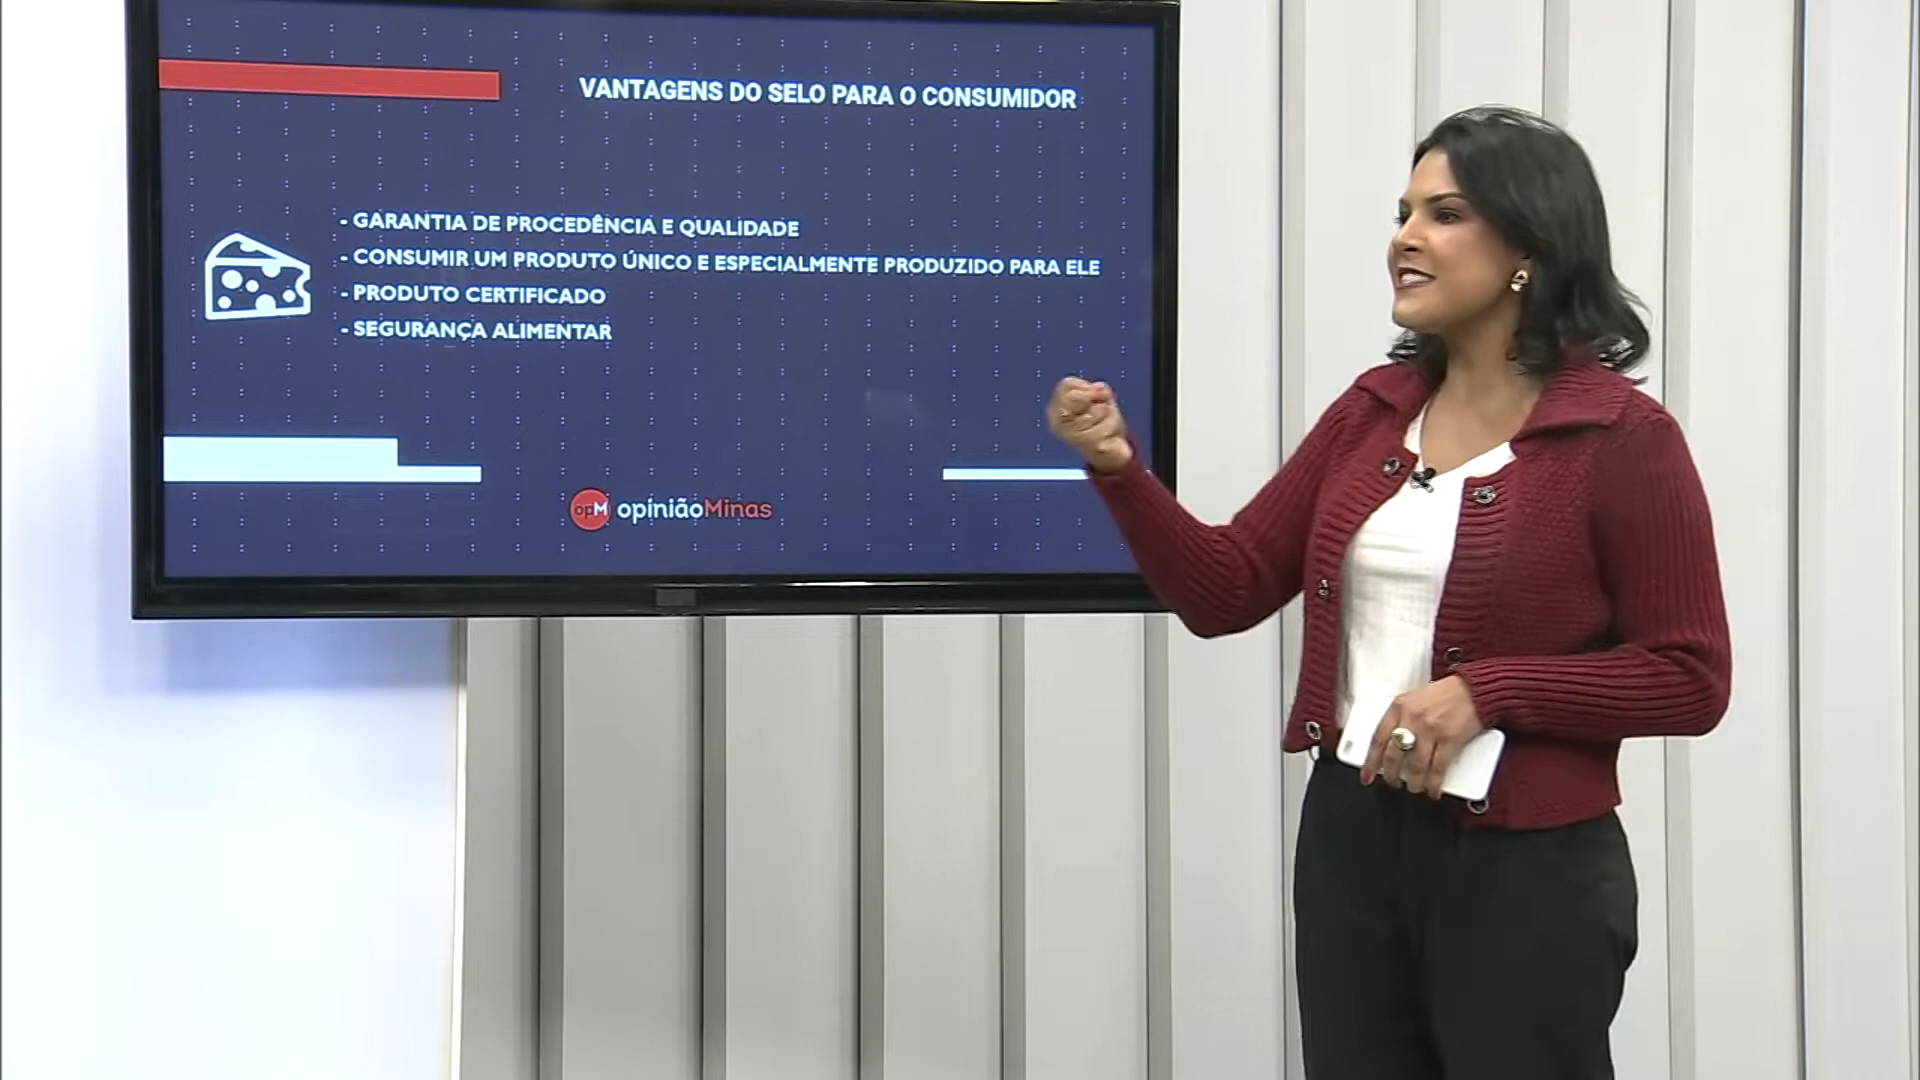 VANTAGENS DO SELO PARA O CONSUMIDOR
- GARANTIA DE PROCEDÊNCIA E QUALIDADE
- CONSUMIR UM PRODUTO ÚNICO E ESPECIALMENTE PRODUZIDO PARA ELE
- PRODUTO CERTIFICADO
- SEGURANÇA ALIMENTAR
opM opiniãoMinas